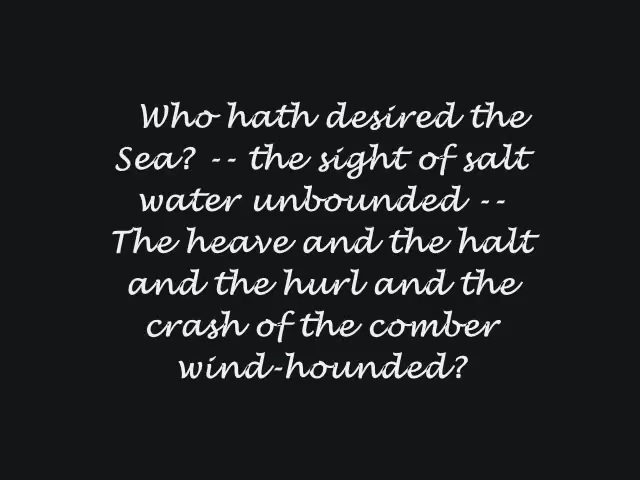 Who hath desired the
Sea? -- the sight of salt
water unbounded --
The heave and the halt
and the hurl and the
crash of the comber
wind-hounded?